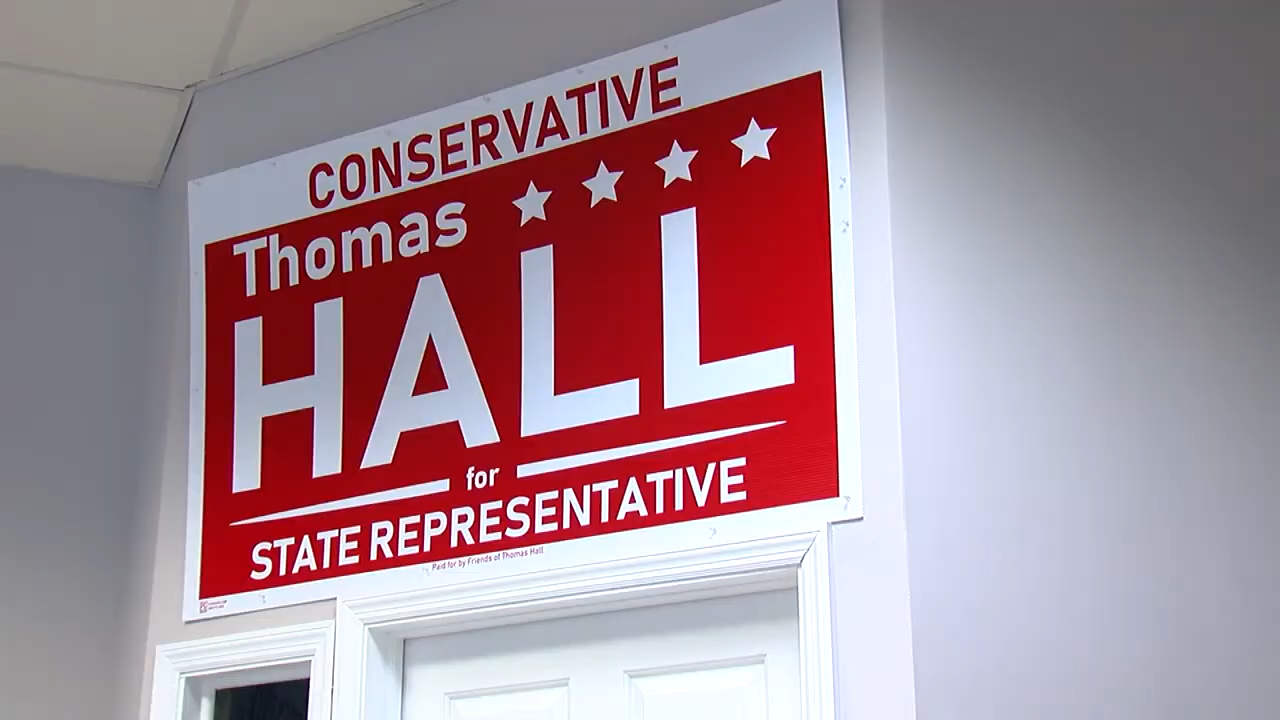 CONSERVATIVE
Thomas
HALL
for
STATE REPRESENTATIVE
Paid for by Friends of Thomas Hall